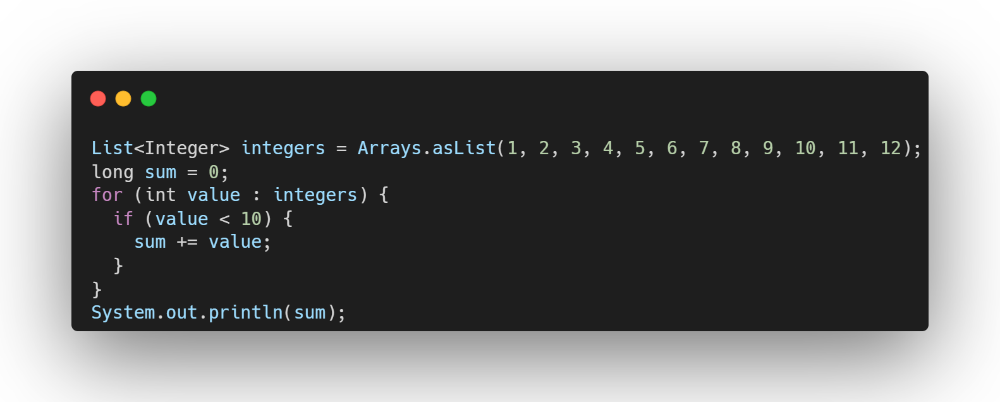 List<Integer> integers = Arrays.asList(1, 2, 3, 4, 5, 6, 7, 8, 9, 10, 11, 12);
long sum = 0;
for (int value : integers) {
  if (value < 10) {
    sum += value;
  }
}
System.out.println(sum);